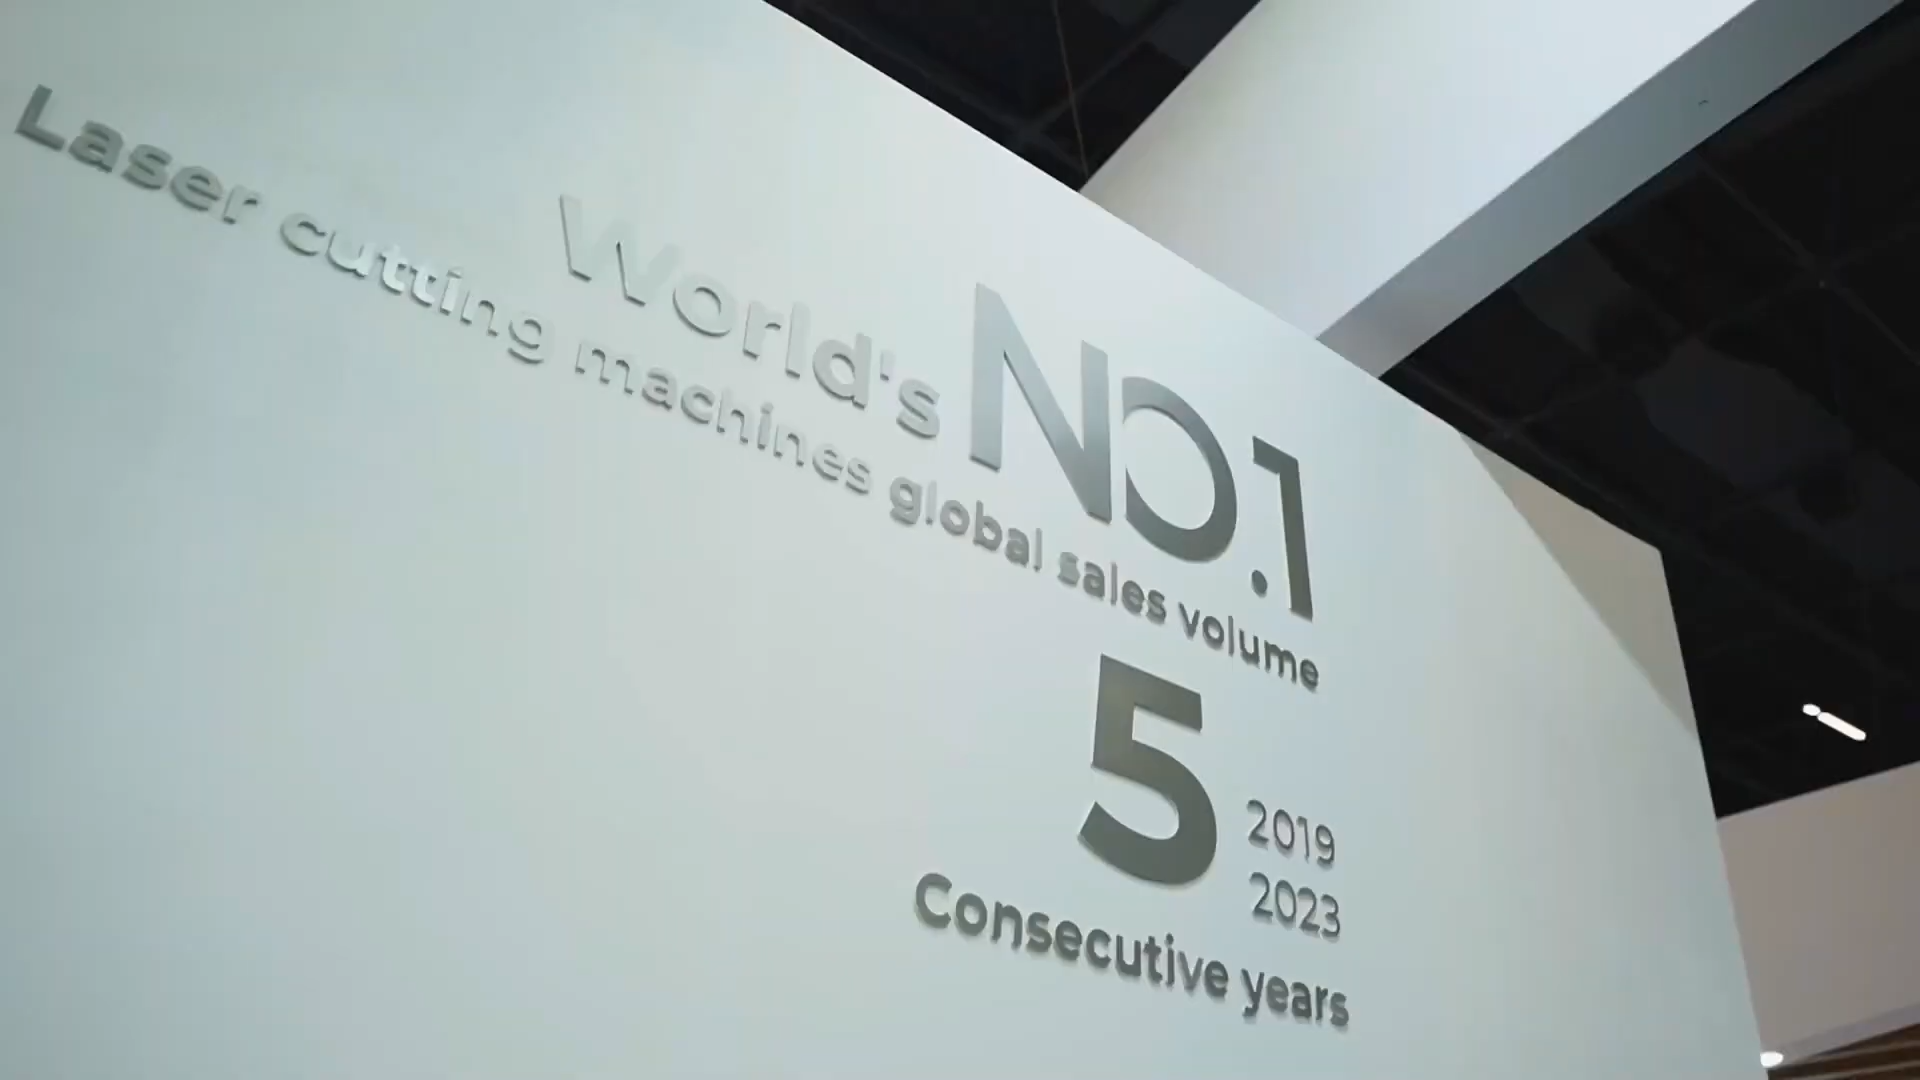 World's NO.1
Laser cutting machines global sales volume
5
2019
2023
Consecutive years